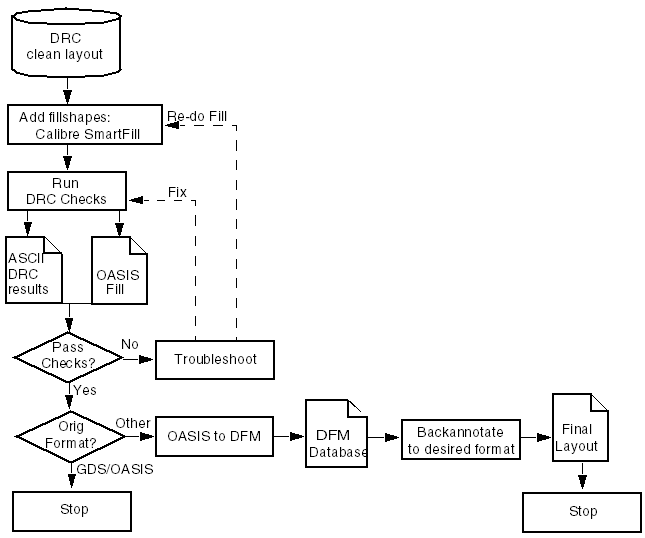 DRC
clean layout
Add fillshapes:
Calibre SmartFill
Re-do Fill
Run
DRC Checks
Fix
ASCII
DRC
results
OASIS
Fill
Pass
Checks?
No
Troubleshoot
Yes
Orig
Format?
Other
OASIS to DFM
DFM
Database
Backannotate
to desired format
Final
Layout
GDS/OASIS
Stop
Stop